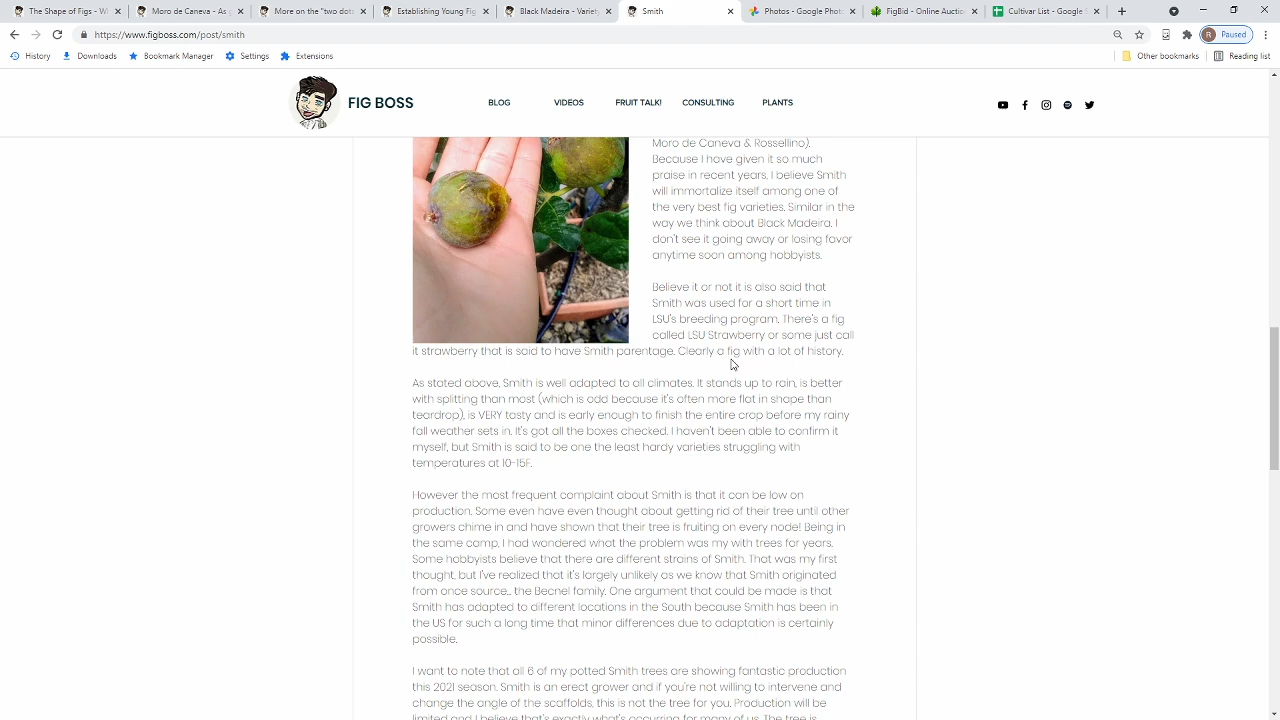 The Shape of Figs - W
Moro de Caneva - As g
More on the "two dots
Establishing Young Fig
Black Madeira - Variety
Smith
Photos - Google Photo
FigBid - Online Auction
Cultivar List - Google S
https://www.figboss.com/post/smith
R Paused
History
Downloads
Bookmark Manager
Settings
Extensions
Other bookmarks
Reading list
FIG BOSS
BLOG
VIDEOS
FRUIT TALK!
CONSULTING
PLANTS
Moro de Caneva & Rossellino).
Because I have given it so much
praise in recent years, I believe Smith
will immortalize itself among one of
the very best fig varieties. Similar in the
way we think about Black Madeira, I
don't see it going away or losing favor
anytime soon among hobbyists.
Believe it or not it is also said that
Smith was used for a short time in
LSU's breeding program. There's a fig
called LSU Strawberry or some just call
it strawberry that is said to have Smith parentage. Clearly a fig with a lot of history.
As stated above, Smith is well adapted to all climates. It stands up to rain, is better
with splitting than most (which is odd because it's often more flat in shape than
teardrop), is VERY tasty and is early enough to finish the entire crop before my rainy
fall weather sets in. It's got all the boxes checked. I haven't been able to confirm it
myself, but Smith is said to be one the least hardy varieties struggling with
temperatures at 10-15F.
However the most frequent complaint about Smith is that it can be low on
production. Some even have even thought about getting rid of their tree until other
growers chime in and have shown that their tree is fruiting on every node! Being in
the same camp, I had wondered what the problem was my with trees for years.
Some hobbyists believe that there are different strains of Smith. That was my first
thought, but I've realized that it's largely unlikely as we know that Smith originated
from once source... the Becnel family. One argument that could be made is that
Smith has adapted to different locations in the South because Smith has been in
the US for such a long time that minor differences due to adaptation is certainly
possible.
I want to note that all 6 of my potted Smith trees are showing fantastic production
this 2021 season. Smith is an erect grower and if you're not willing to intervene and
change the angle of the scaffolds, this is not the tree for you. Production will be
limited and I believe that's exactly what's occurring for many of us. The tree is